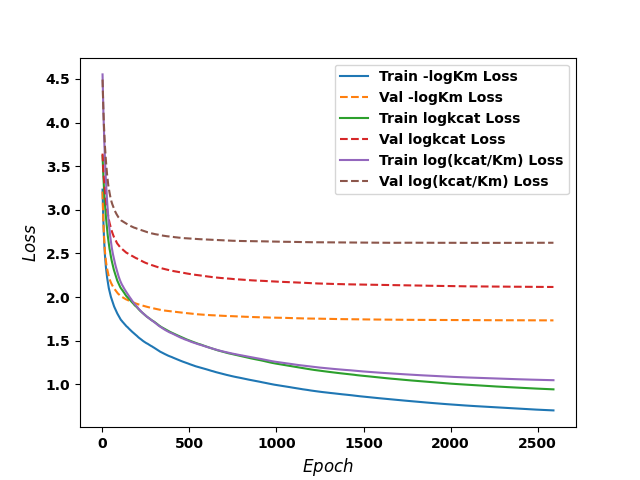 Train -logKm Loss
Val -logKm Loss
Train logkcat Loss
Val logkcat Loss
Train log(kcat/Km) Loss
Val log(kcat/Km) Loss
4.5
4.0
3.5
3.0
2.5
2.0
1.5
1.0
Loss
0 500 1000 1500 2000 2500
Epoch